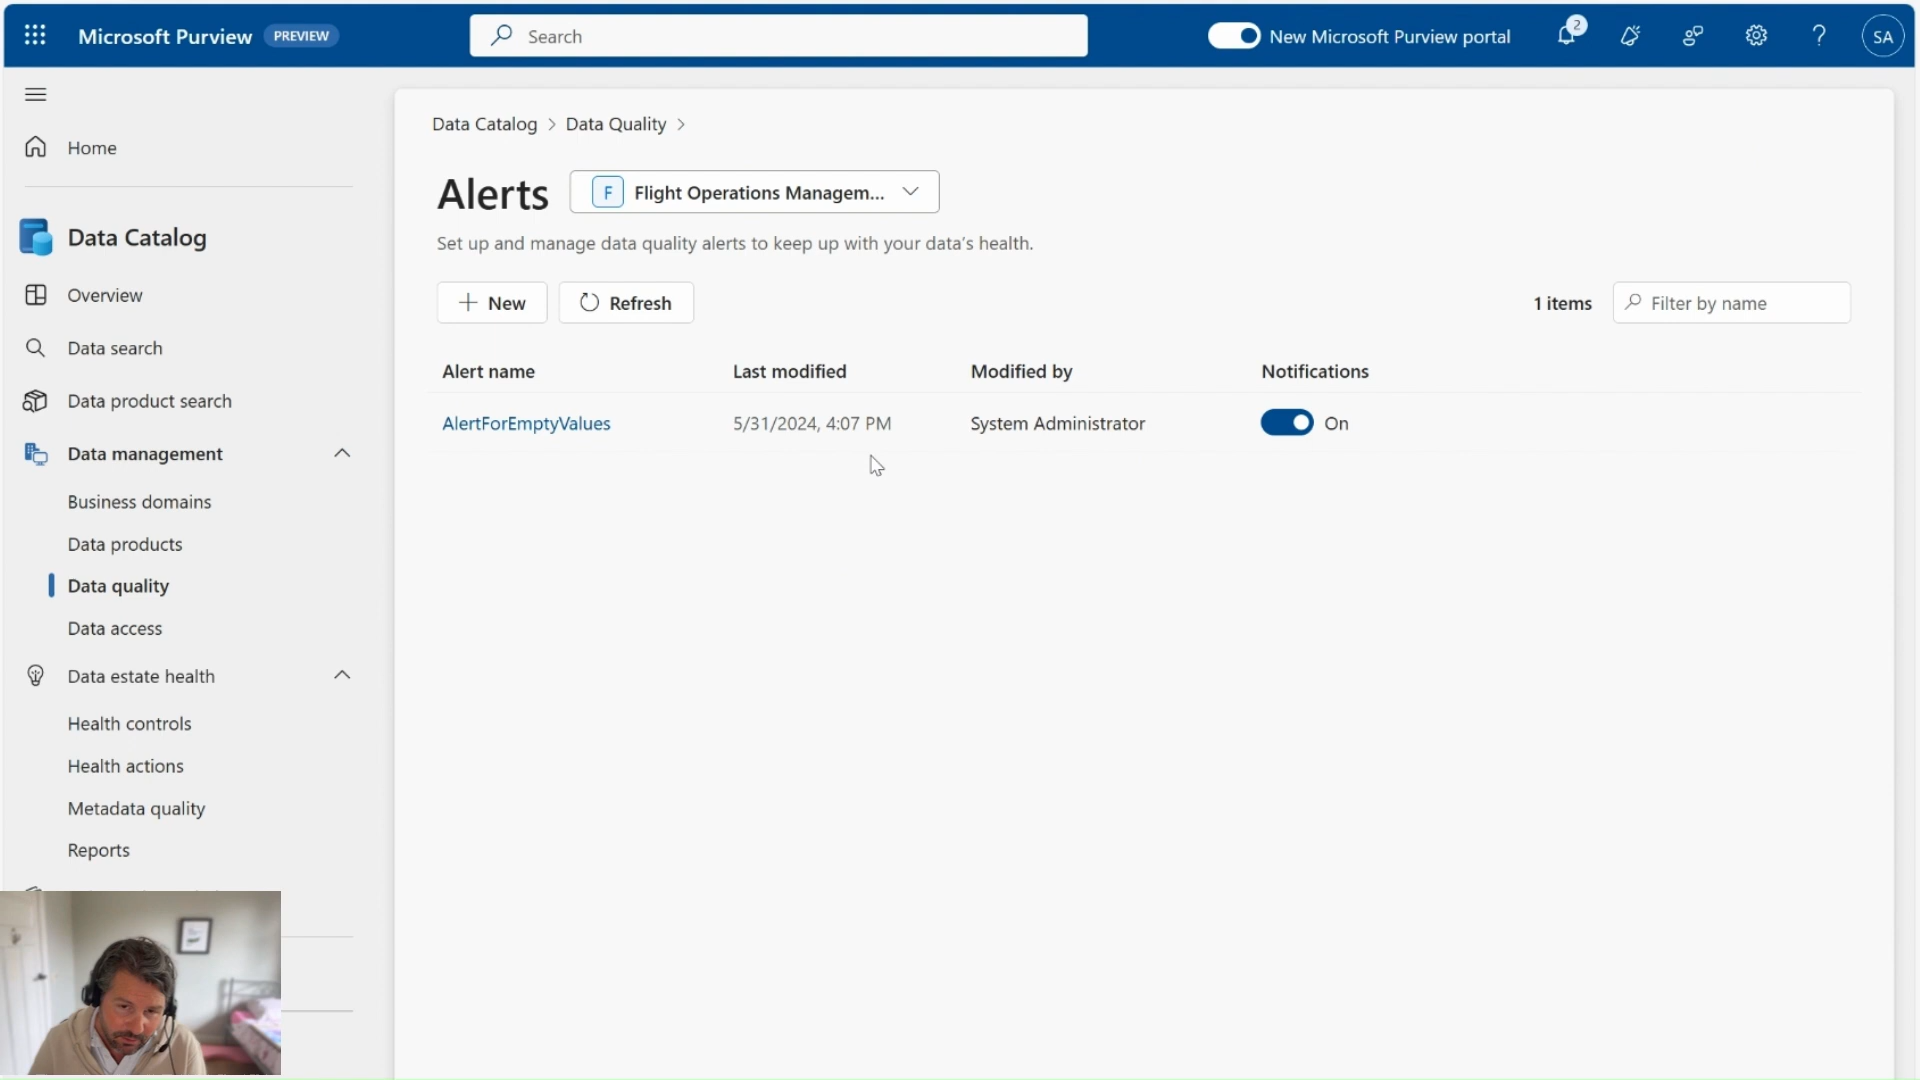 Microsoft Purview PREVIEW
Search
New Microsoft Purview portal
2
SA
Home
Data Catalog
Overview
Data search
Data product search
Data management
Business domains
Data products
Data quality
Data access
Data estate health
Health controls
Health actions
Metadata quality
Reports
Data Catalog > Data Quality >
Alerts
F Flight Operations Managem...
Set up and manage data quality alerts to keep up with your data's health.
+ New
Refresh
1 items
Filter by name
Alert name Last modified Modified by Notifications
AlertForEmptyValues 5/31/2024, 4:07 PM System Administrator On